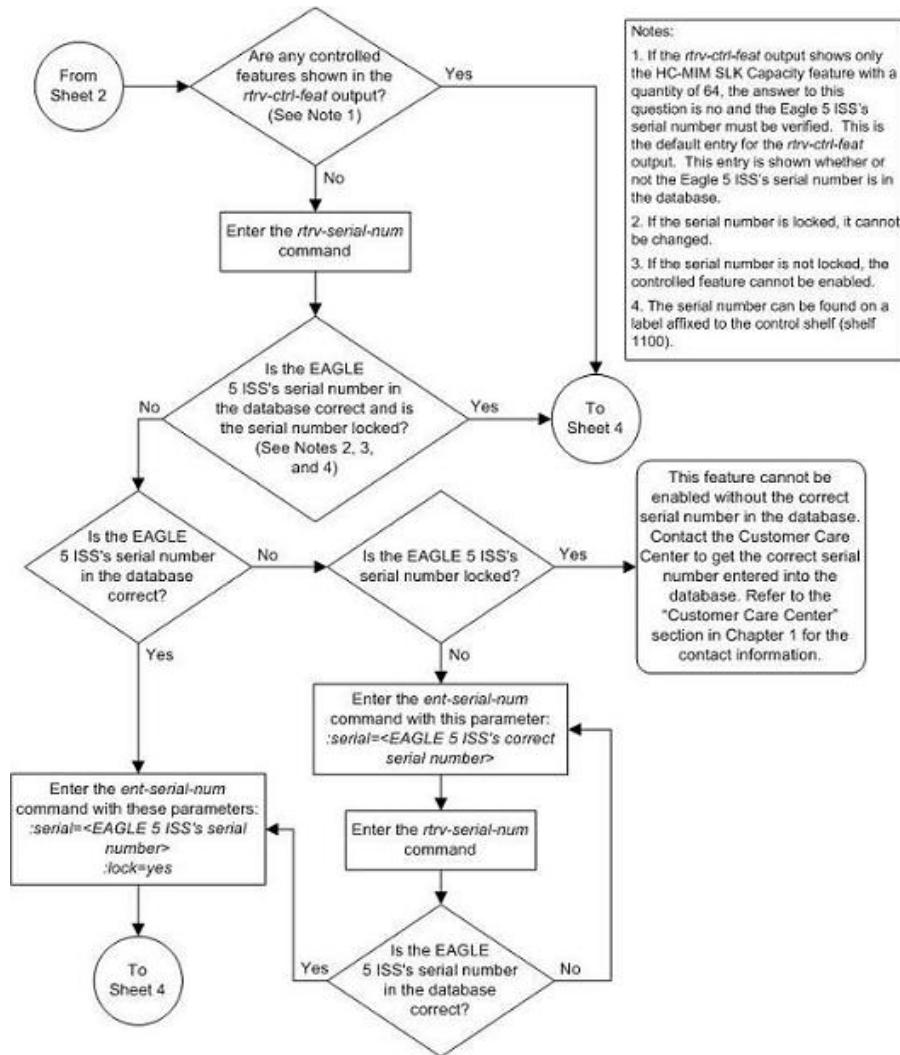 From
Sheet 2
Are any controlled
features shown in the
rtrv-ctrl-feat output?
(See Note 1)
Yes
No
Enter the rtrv-serial-num
command
Is the EAGLE
5 ISS's serial number in
the database correct and is
the serial number locked?
(See Notes 2, 3,
and 4)
No
Yes
To
Sheet 4
Notes:
1. If the rtrv-ctrl-feat output shows only
the HC-MIM SLK Capacity feature with a
quantity of 64, the answer to this
question is no and the Eagle 5 ISS's
serial number must be verified. This is
the default entry for the rtrv-ctrl-feat
output. This entry is shown whether or
not the Eagle 5 ISS's serial number is in
the database.
2. If the serial number is locked, it cannot
be changed.
3. If the serial number is not locked, the
controlled feature cannot be enabled.
4. The serial number can be found on a
label affixed to the control shelf (shelf
1100).
Is the EAGLE
5 ISS's serial number
in the database
correct?
No
Yes
Is the EAGLE 5 ISS's
serial number locked?
Yes
No
This feature cannot be
enabled without the correct
serial number in the database.
Contact the Customer Care
Center to get the correct serial
number entered into the
database. Refer to the
“Customer Care Center”
section in Chapter 1 for the
contact information.
Enter the ent-serial-num
command with this parameter:
:serial=<EAGLE 5 ISS's correct
serial number>
Enter the rtrv-serial-num
command
Is the EAGLE
5 ISS's serial number
in the database
correct?
Yes
No
Enter the ent-serial-num
command with these parameters:
:serial=<EAGLE 5 ISS's serial
number>
:lock=yes
To
Sheet 4